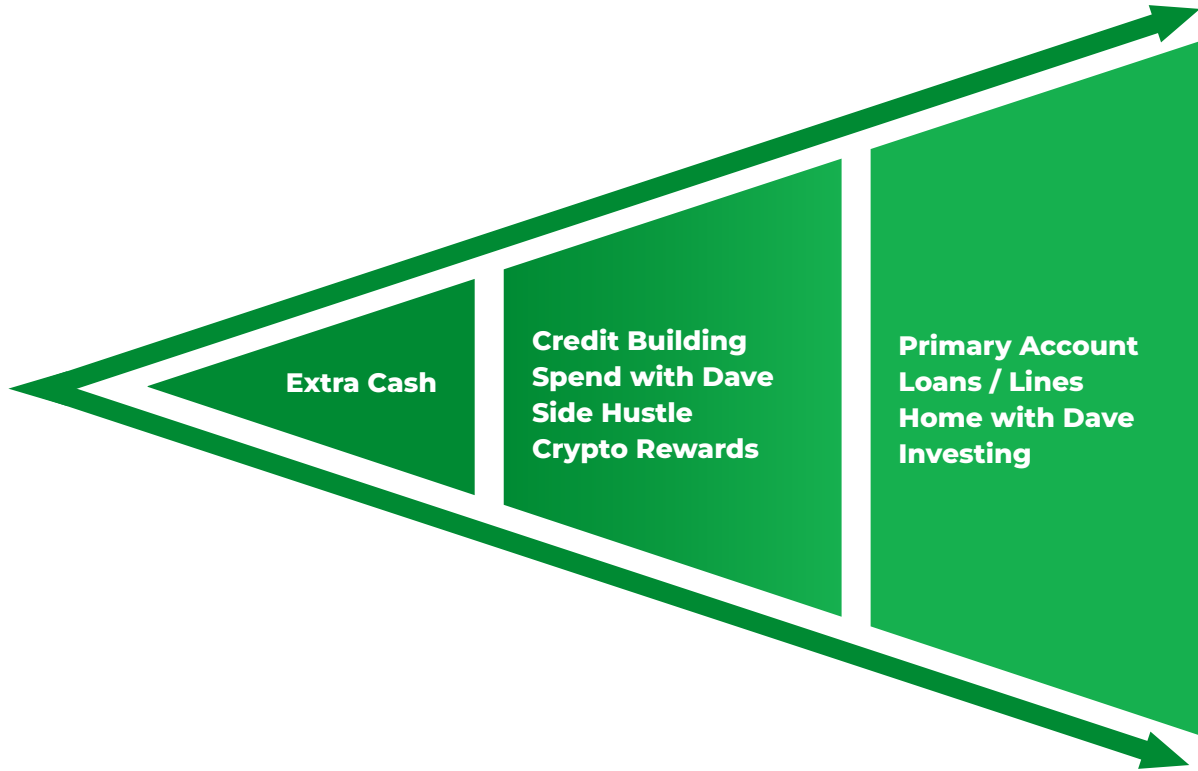 Extra Cash
Credit Building
Spend with Dave
Side Hustle
Crypto Rewards
Primary Account
Loans / Lines
Home with Dave
Investing